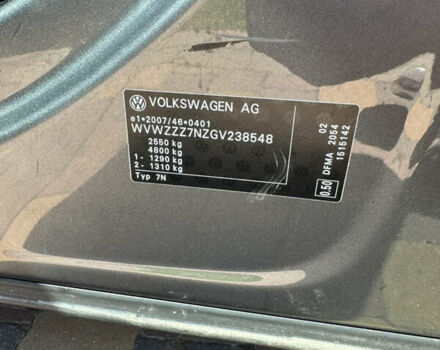 VOLKSWAGEN AG
e1*2007/46*0401
WVWZZZ7NZGV238548
2550 kg
4800 kg
1- 1290 kg
2- 1310 kg
Typ 7N
0.50 DFMA 2054 02
1515142